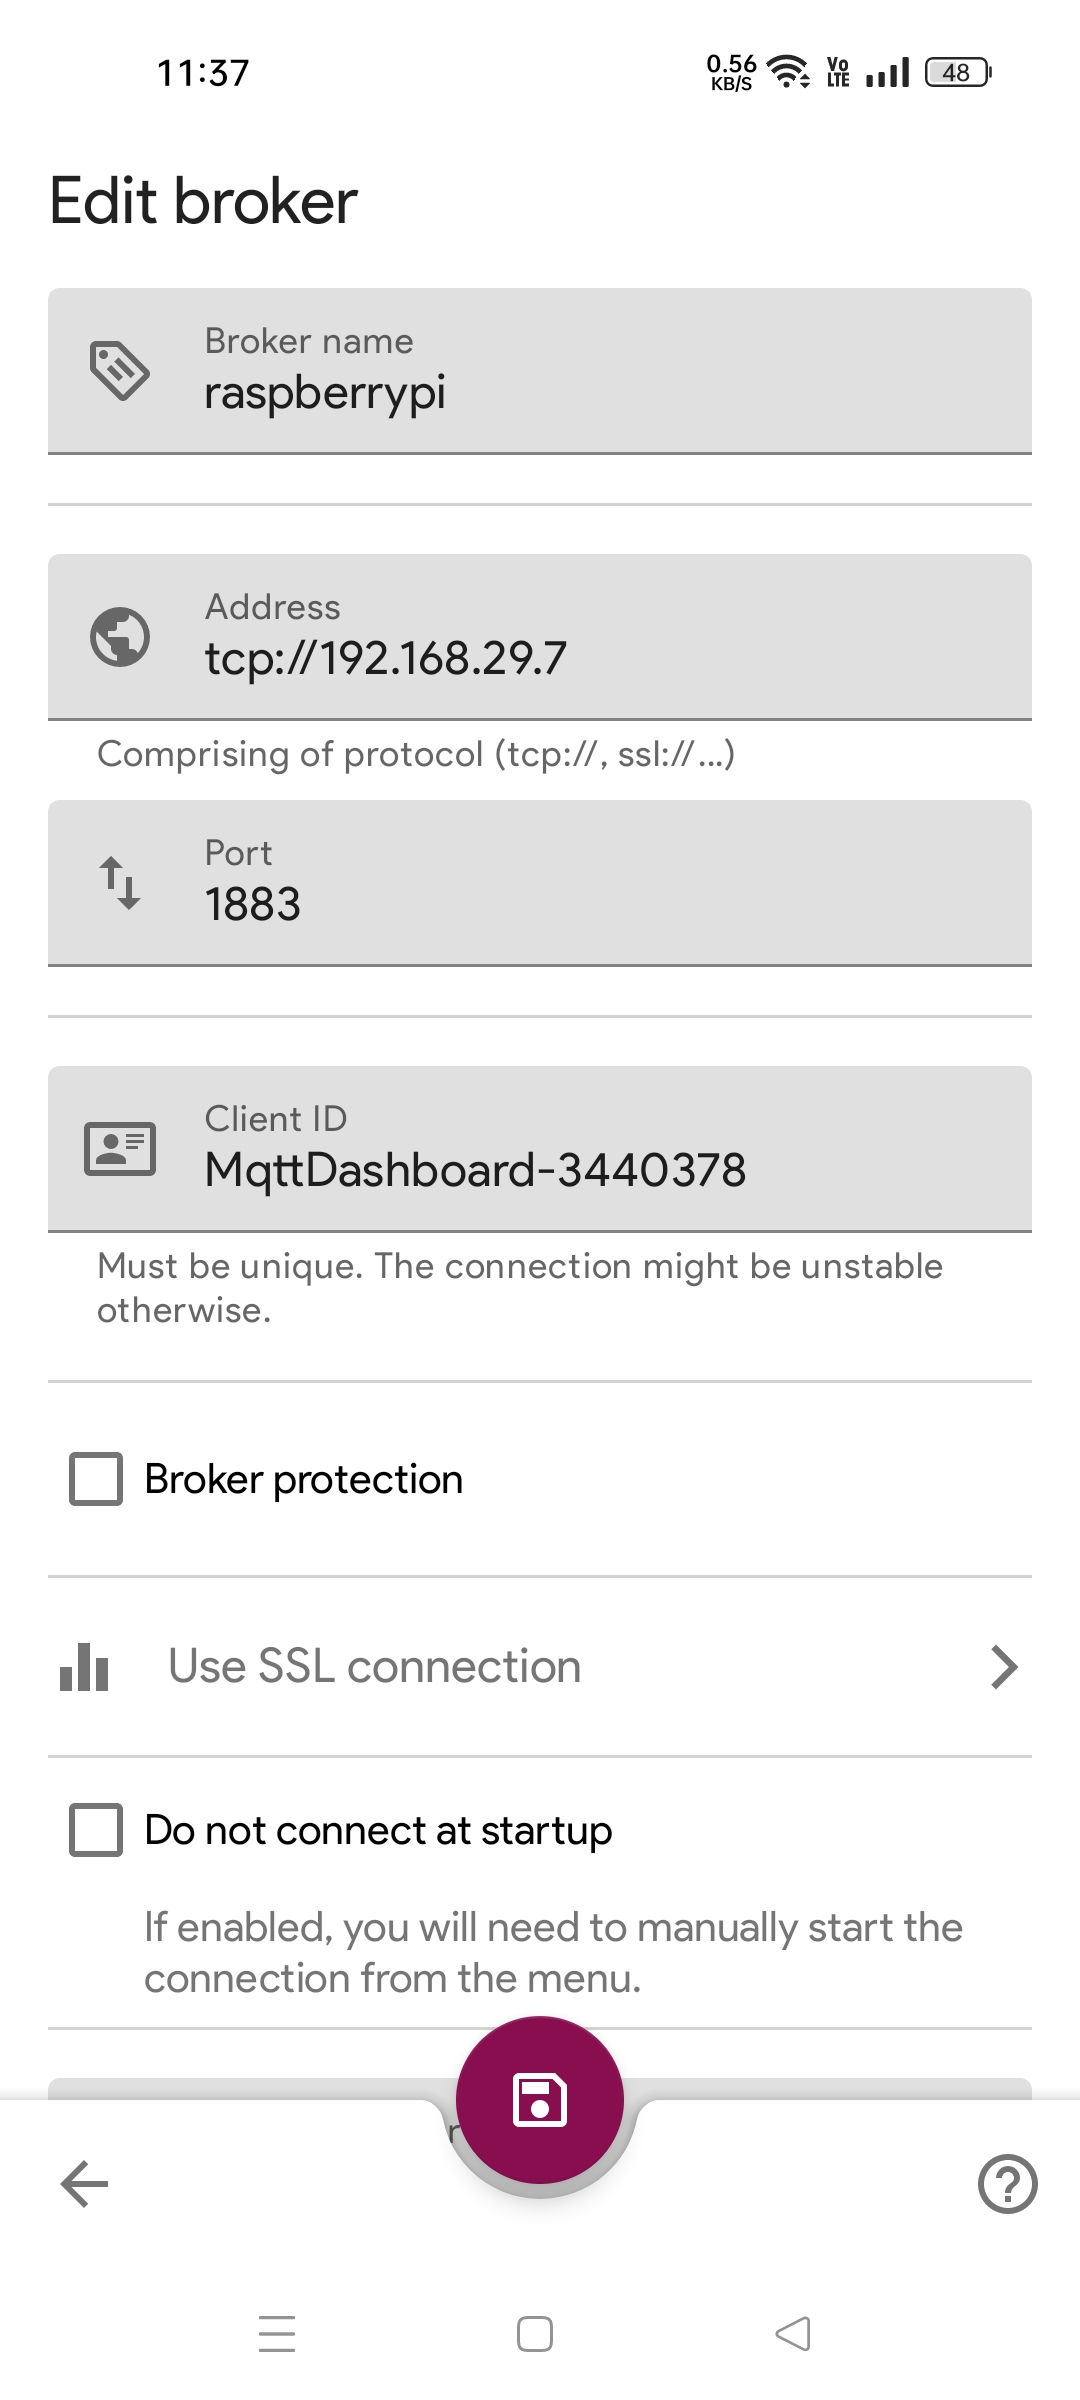 11:37
0.56
KB/S
Vo
LTE
48
Edit broker
Broker name
raspberrypi
Address
tcp://192.168.29.7
Comprising of protocol (tcp://, ssl://...)
Port
1883
Client ID
MqttDashboard-3440378
Must be unique. The connection might be unstable
otherwise.
Broker protection
Use SSL connection
Do not connect at startup
If enabled, you will need to manually start the
connection from the menu.